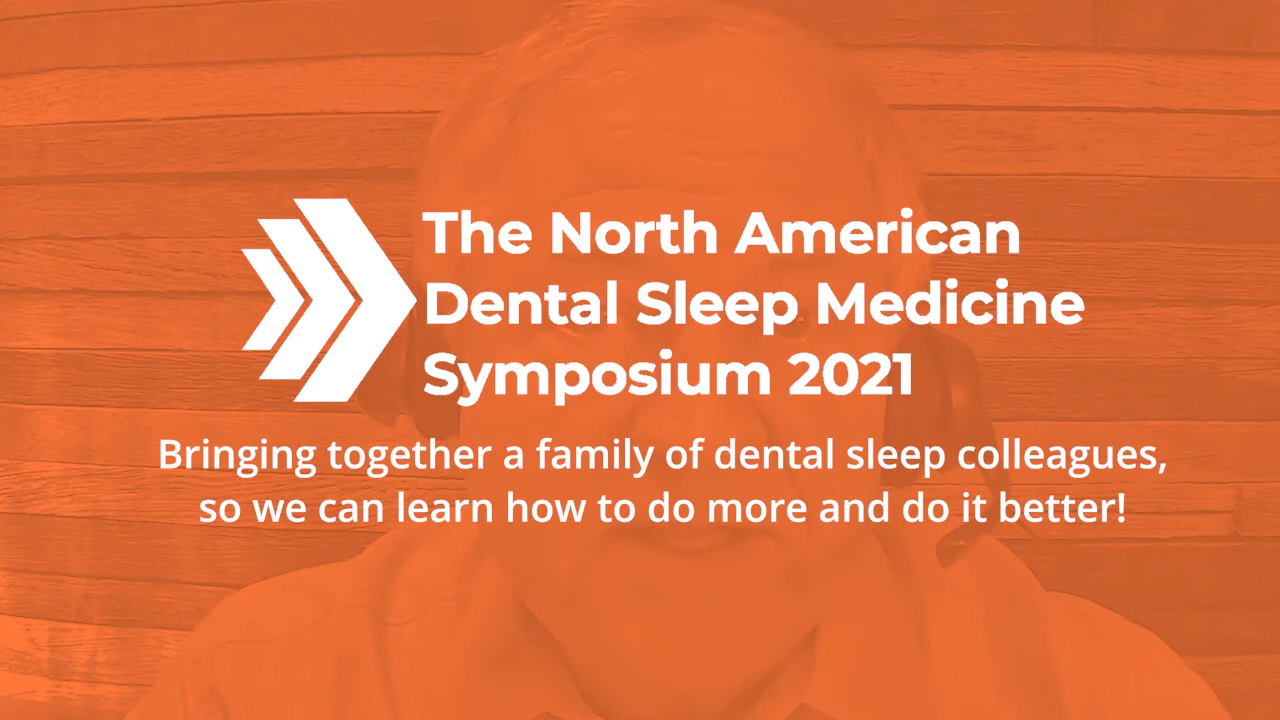 The North American
Dental Sleep Medicine
Symposium 2021
Bringing together a family of dental sleep colleagues,
so we can learn how to do more and do it better!